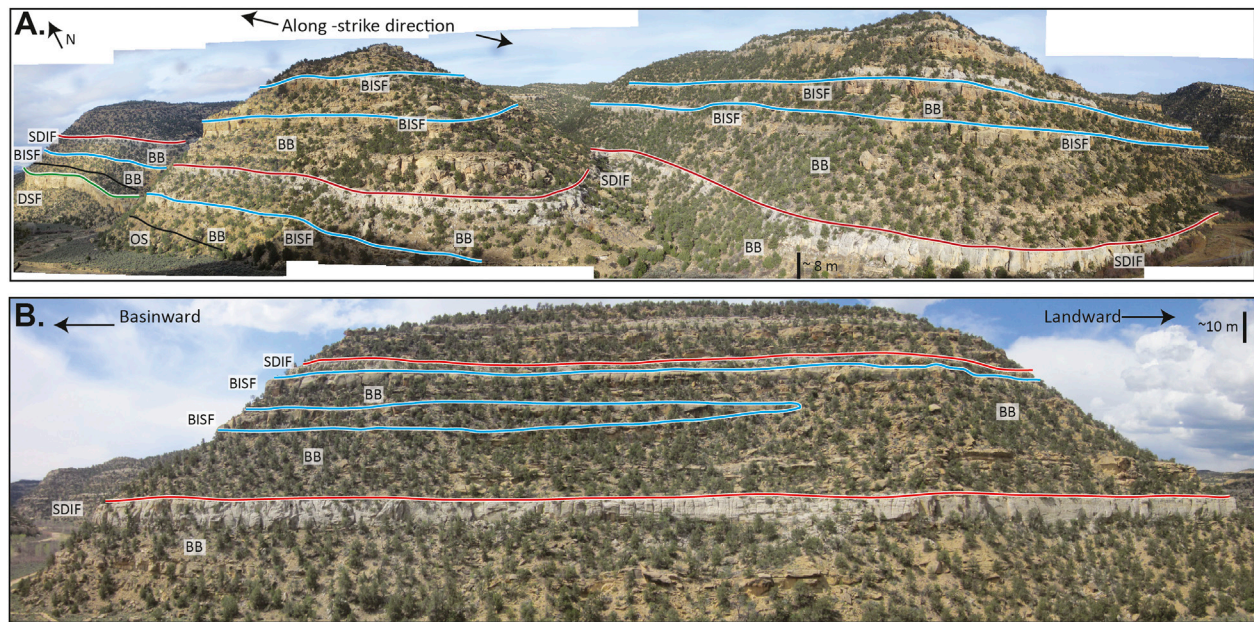 A.
N
Along -strike direction
BISF
BISF
BB
SDIF
BISF
BB
BB
DSF
OS
BB
BISF
BB
SDIF
BISF
BB
BISF
BB
BB
~ 8 m
SDIF
B.
Basinward
Landward
~10 m
SDIF
BISF
BB
BISF
BB
BB
SDIF
BB